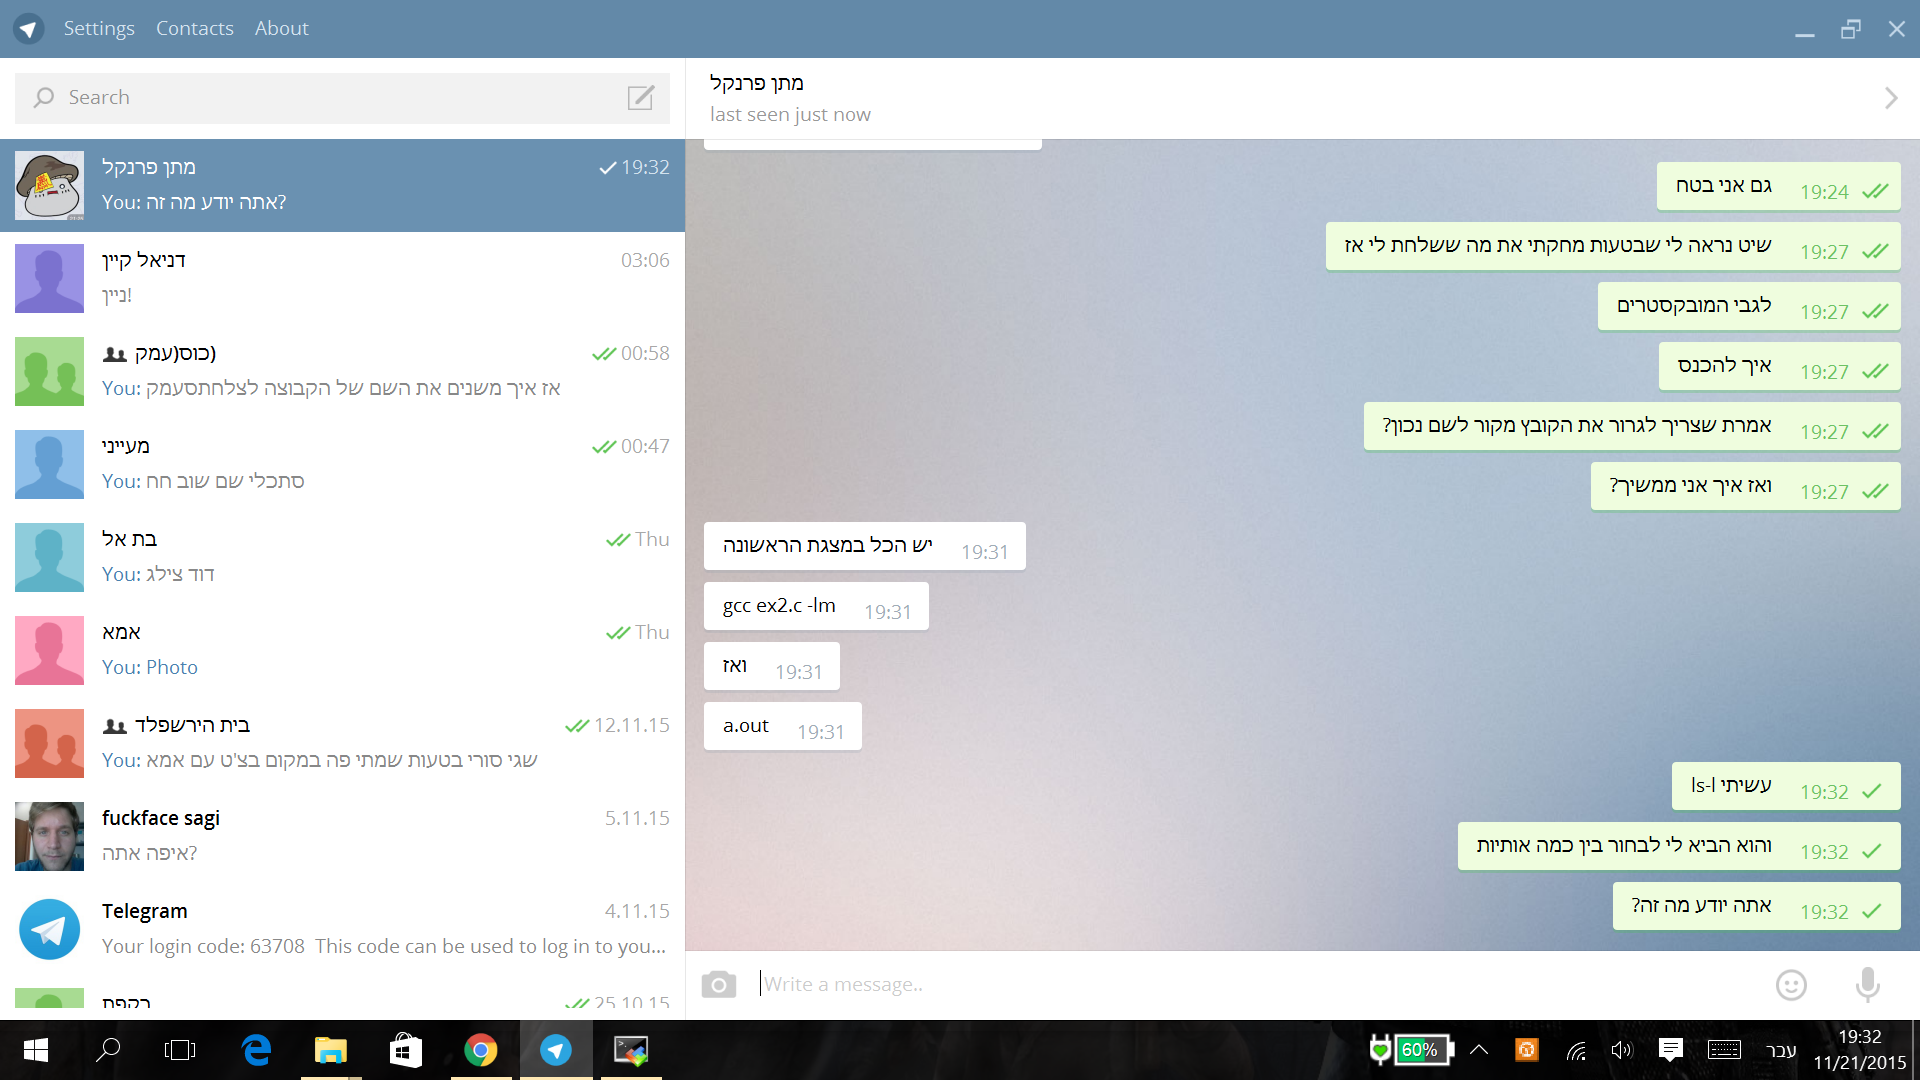 Settings Contacts About
Search
מתן פרנקל 19:32
You: אתה יודע מה זה?
דניאל קיין 03:06
ניין!
כוס)עמק) 00:58
You: אז איך משנים את השם של הקבוצה לצלחתסעמק
מעייני 00:47
You: סתכלי שם שוב חח
בת אל Thu
You: דוד צילג
אמא Thu
You: Photo
בית הירשפלד 12.11.15
You: שגי סורי בטעות שמתי פה במקום בצ'ט עם אמא
fuckface sagi 5.11.15
איפה אתה?
Telegram 4.11.15
Your login code: 63708 This code can be used to log in to you...
רקפת 25.10.15
מתן פרנקל
last seen just now
גם אני בטח 19:24
שיט נראה לי שבטעות מחקתי את מה ששלחת לי אז 19:27
לגבי המובקסטרים 19:27
איך להכנס 19:27
אמרת שצריך לגרור את הקובץ מקור לשם נכון? 19:27
ואז איך אני ממשיך? 19:27
יש הכל במצגת הראשונה 19:31
gcc ex2.c -lm 19:31
ואז 19:31
a.out 19:31
עשיתי ls-l 19:32
והוא הביא לי לבחור בין כמה אותיות 19:32
אתה יודע מה זה? 19:32
Write a message..
60%
עבר
19:32
11/21/2015